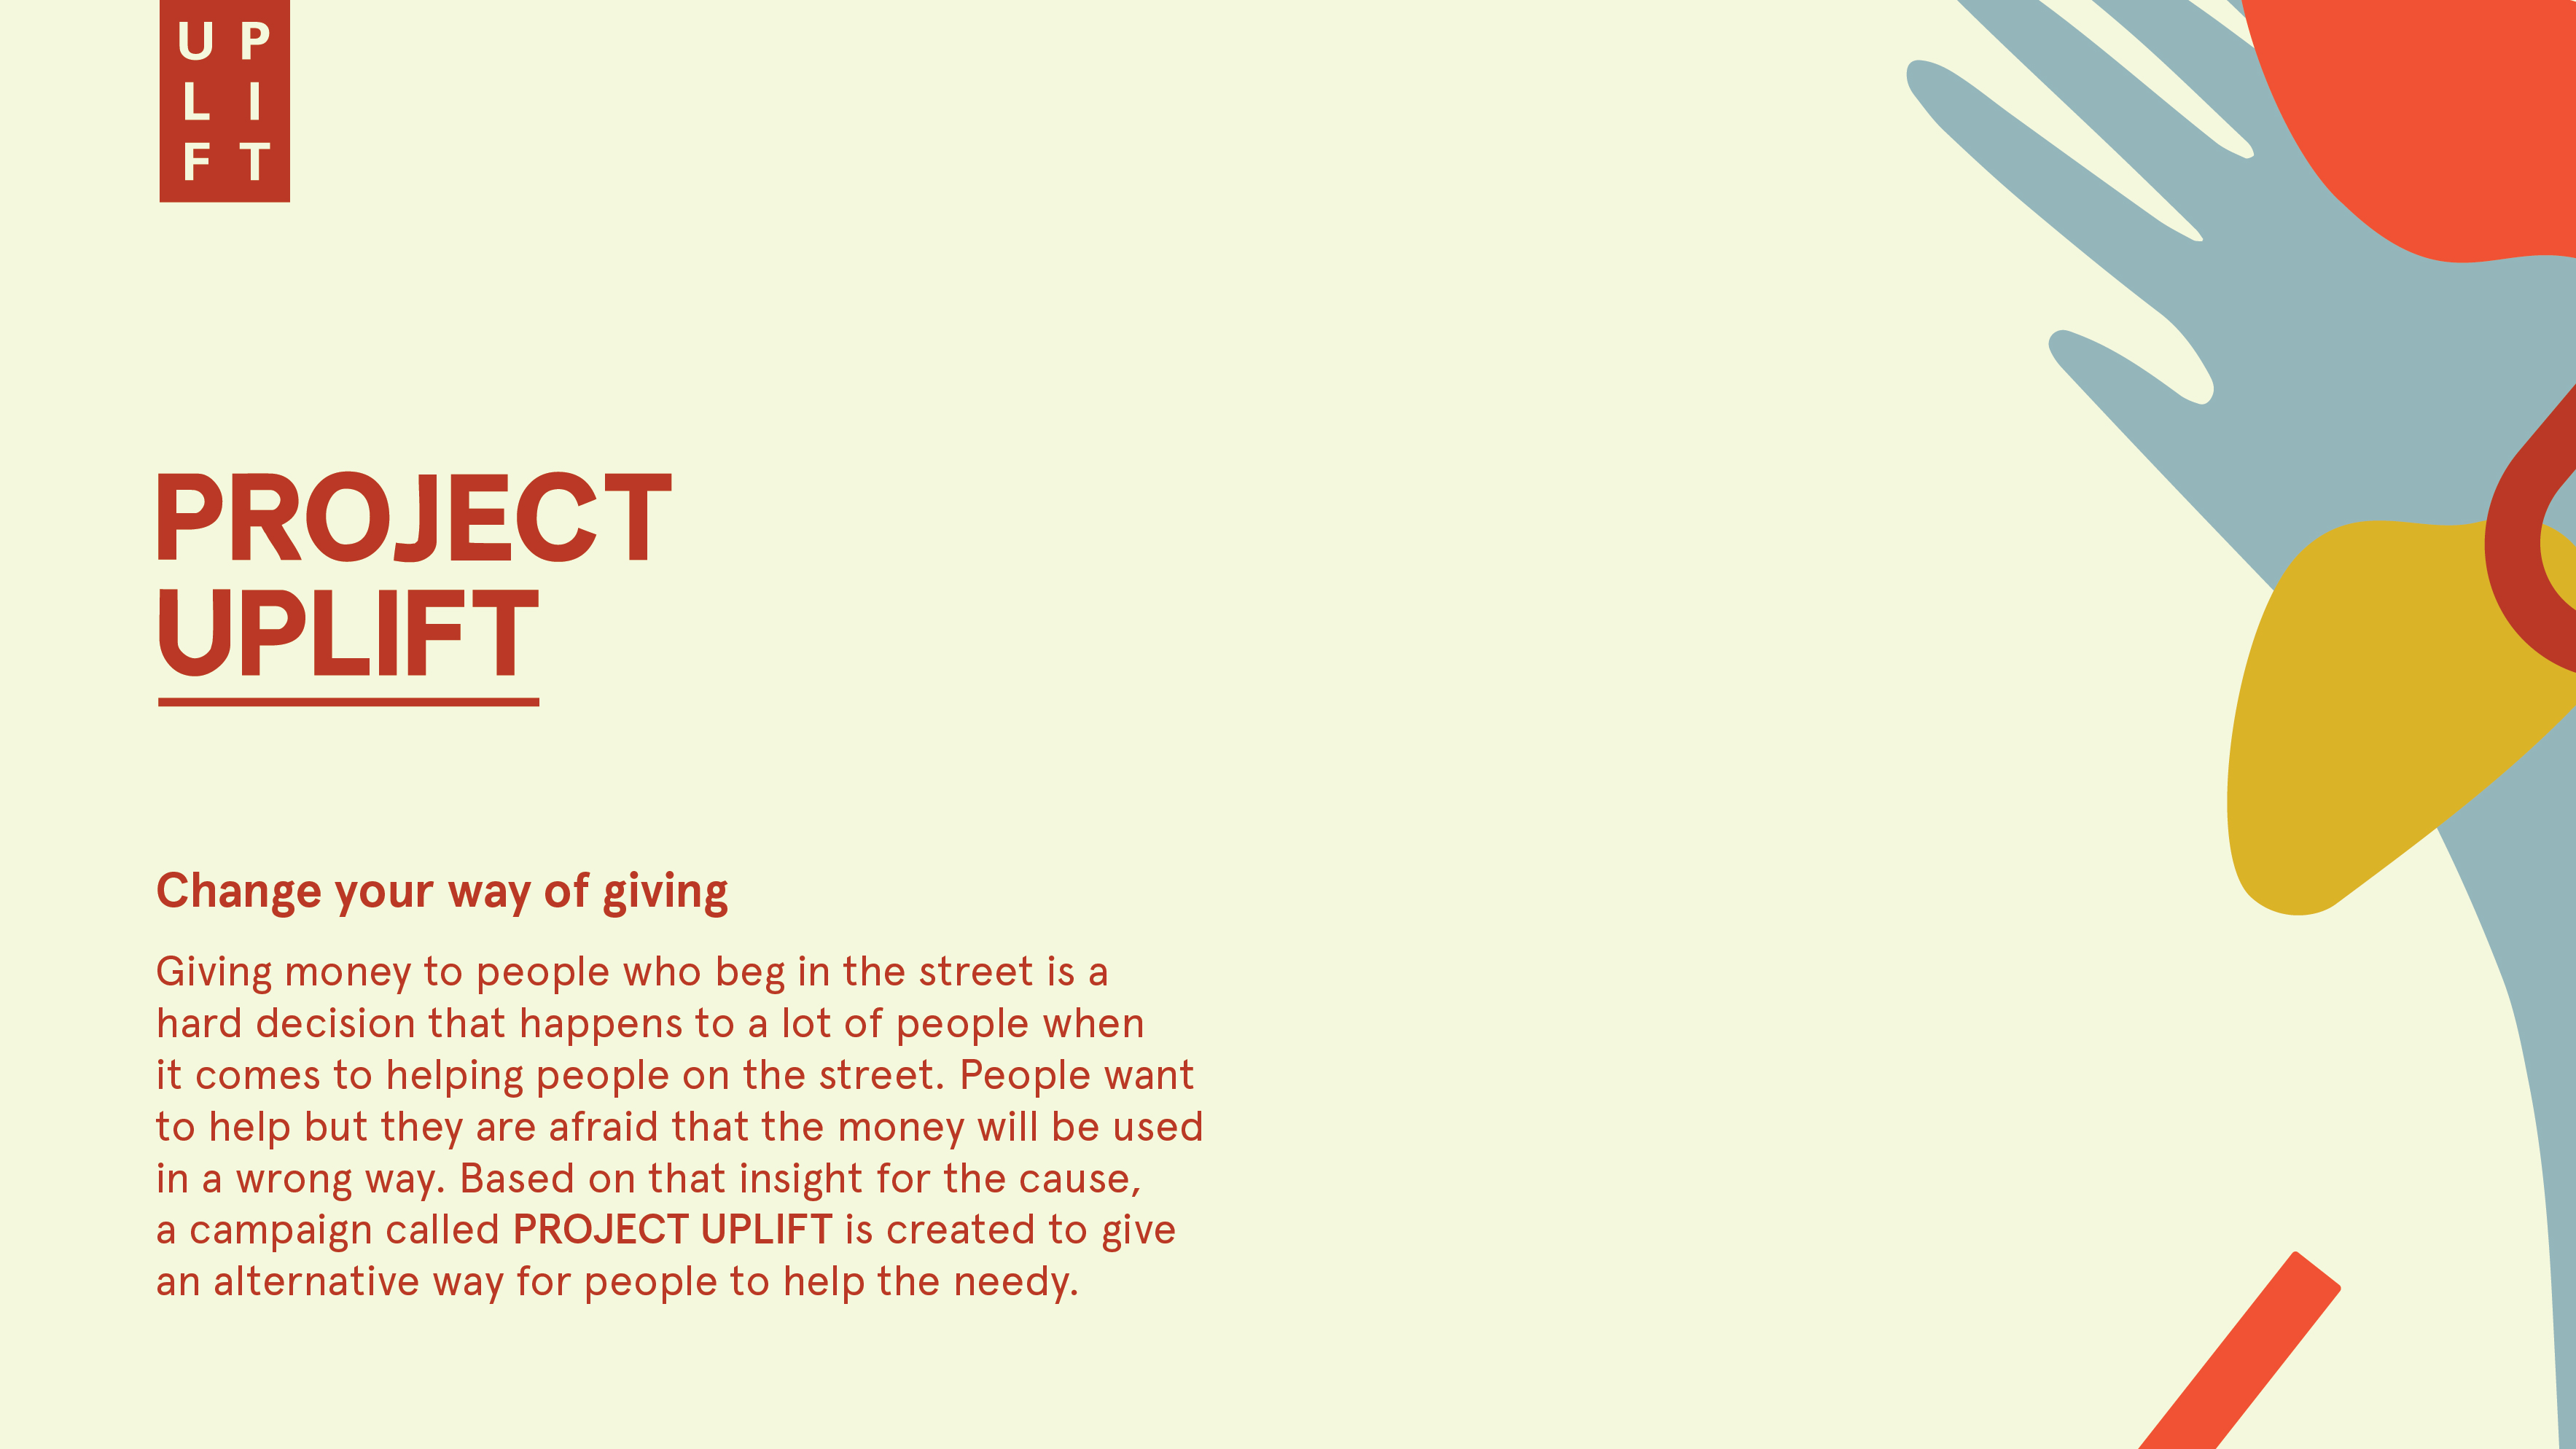 U P
L I
F T
PROJECT
UPLIFT
Change your way of giving
Giving money to people who beg in the street is a
hard decision that happens to a lot of people when
it comes to helping people on the street. People want
to help but they are afraid that the money will be used
in a wrong way. Based on that insight for the cause,
a campaign called PROJECT UPLIFT is created to give
an alternative way for people to help the needy.